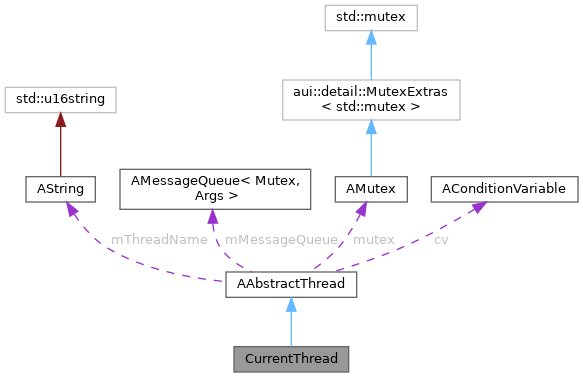 std::mutex
std::u16string
aui::detail::MutexExtras
< std::mutex >
AString
AMessageQueue< Mutex,
Args >
AMutex
AConditionVariable
mThreadName
mMessageQueue
mutex
cv
AAbstractThread
CurrentThread